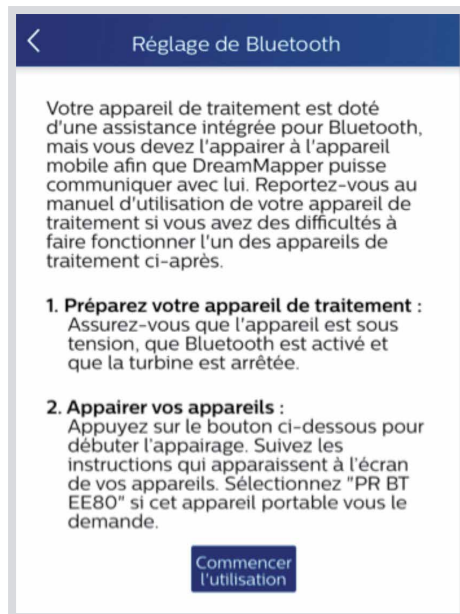 Réglage de Bluetooth
Votre appareil de traitement est doté
d'une assistance intégrée pour Bluetooth,
mais vous devez l'appairer à l'appareil
mobile afin que DreamMapper puisse
communiquer avec lui. Reportez-vous au
manuel d'utilisation de votre appareil de
traitement si vous avez des difficultés à
faire fonctionner l'un des appareils de
traitement ci-après.
1. Préparez votre appareil de traitement :
Assurez-vous que l'appareil est sous
tension, que Bluetooth est activé et
que la turbine est arrêtée.
2. Appairer vos appareils :
Appuyez sur le bouton ci-dessous pour
débuter l'appairage. Suivez les
instructions qui apparaissent à l'écran
de vos appareils. Sélectionnez "PR BT
EE80" si cet appareil portable vous le
demande.
Commencer
l'utilisation